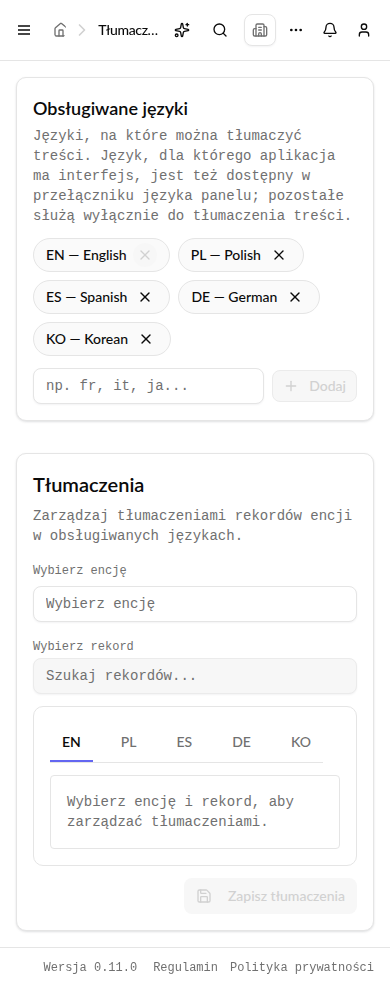 Tłumacz...
Obsługiwane języki
Języki, na które można tłumaczyć
treści. Język, dla którego aplikacja
ma interfejs, jest też dostępny w
przełączniku języka panelu; pozostałe
służą wyłącznie do tłumaczenia treści.
EN — English
PL — Polish
ES — Spanish
DE — German
KO — Korean
np. fr, it, ja...
Dodaj
Tłumaczenia
Zarządzaj tłumaczeniami rekordów encji
w obsługiwanych językach.
Wybierz encję
Wybierz encję
Wybierz rekord
Szukaj rekordów...
EN PL ES DE KO
Wybierz encję i rekord, aby
zarządzać tłumaczeniami.
Zapisz tłumaczenia
Wersja 0.11.0 Regulamin Polityka prywatności